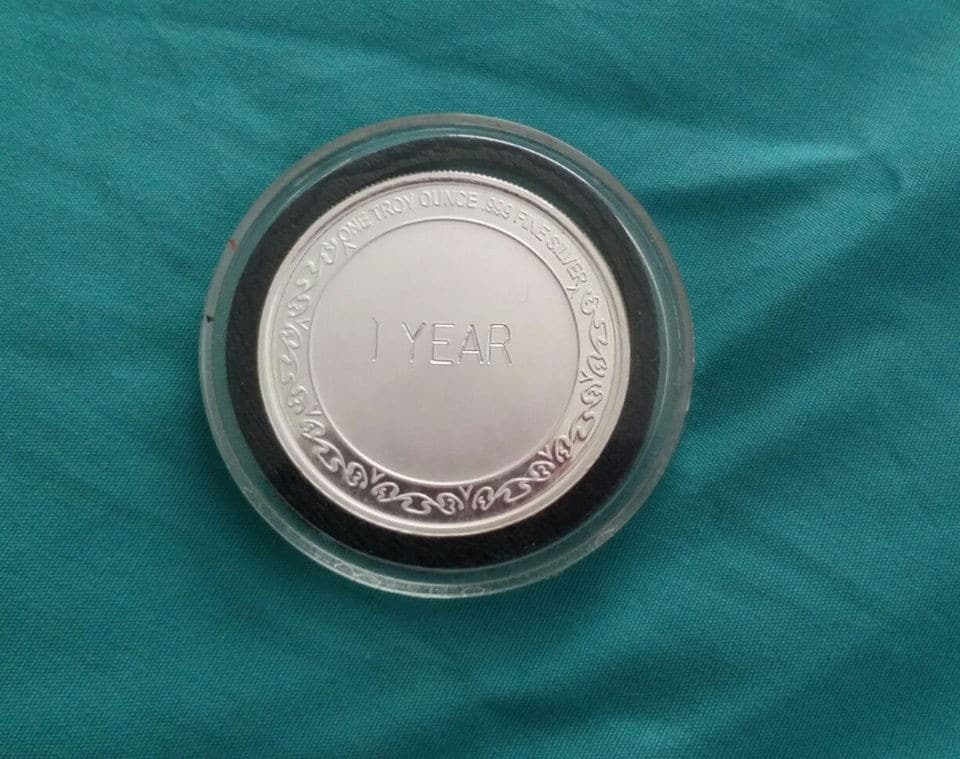 ONE TROY OUNCE .999 FINE SILVER
1 YEAR